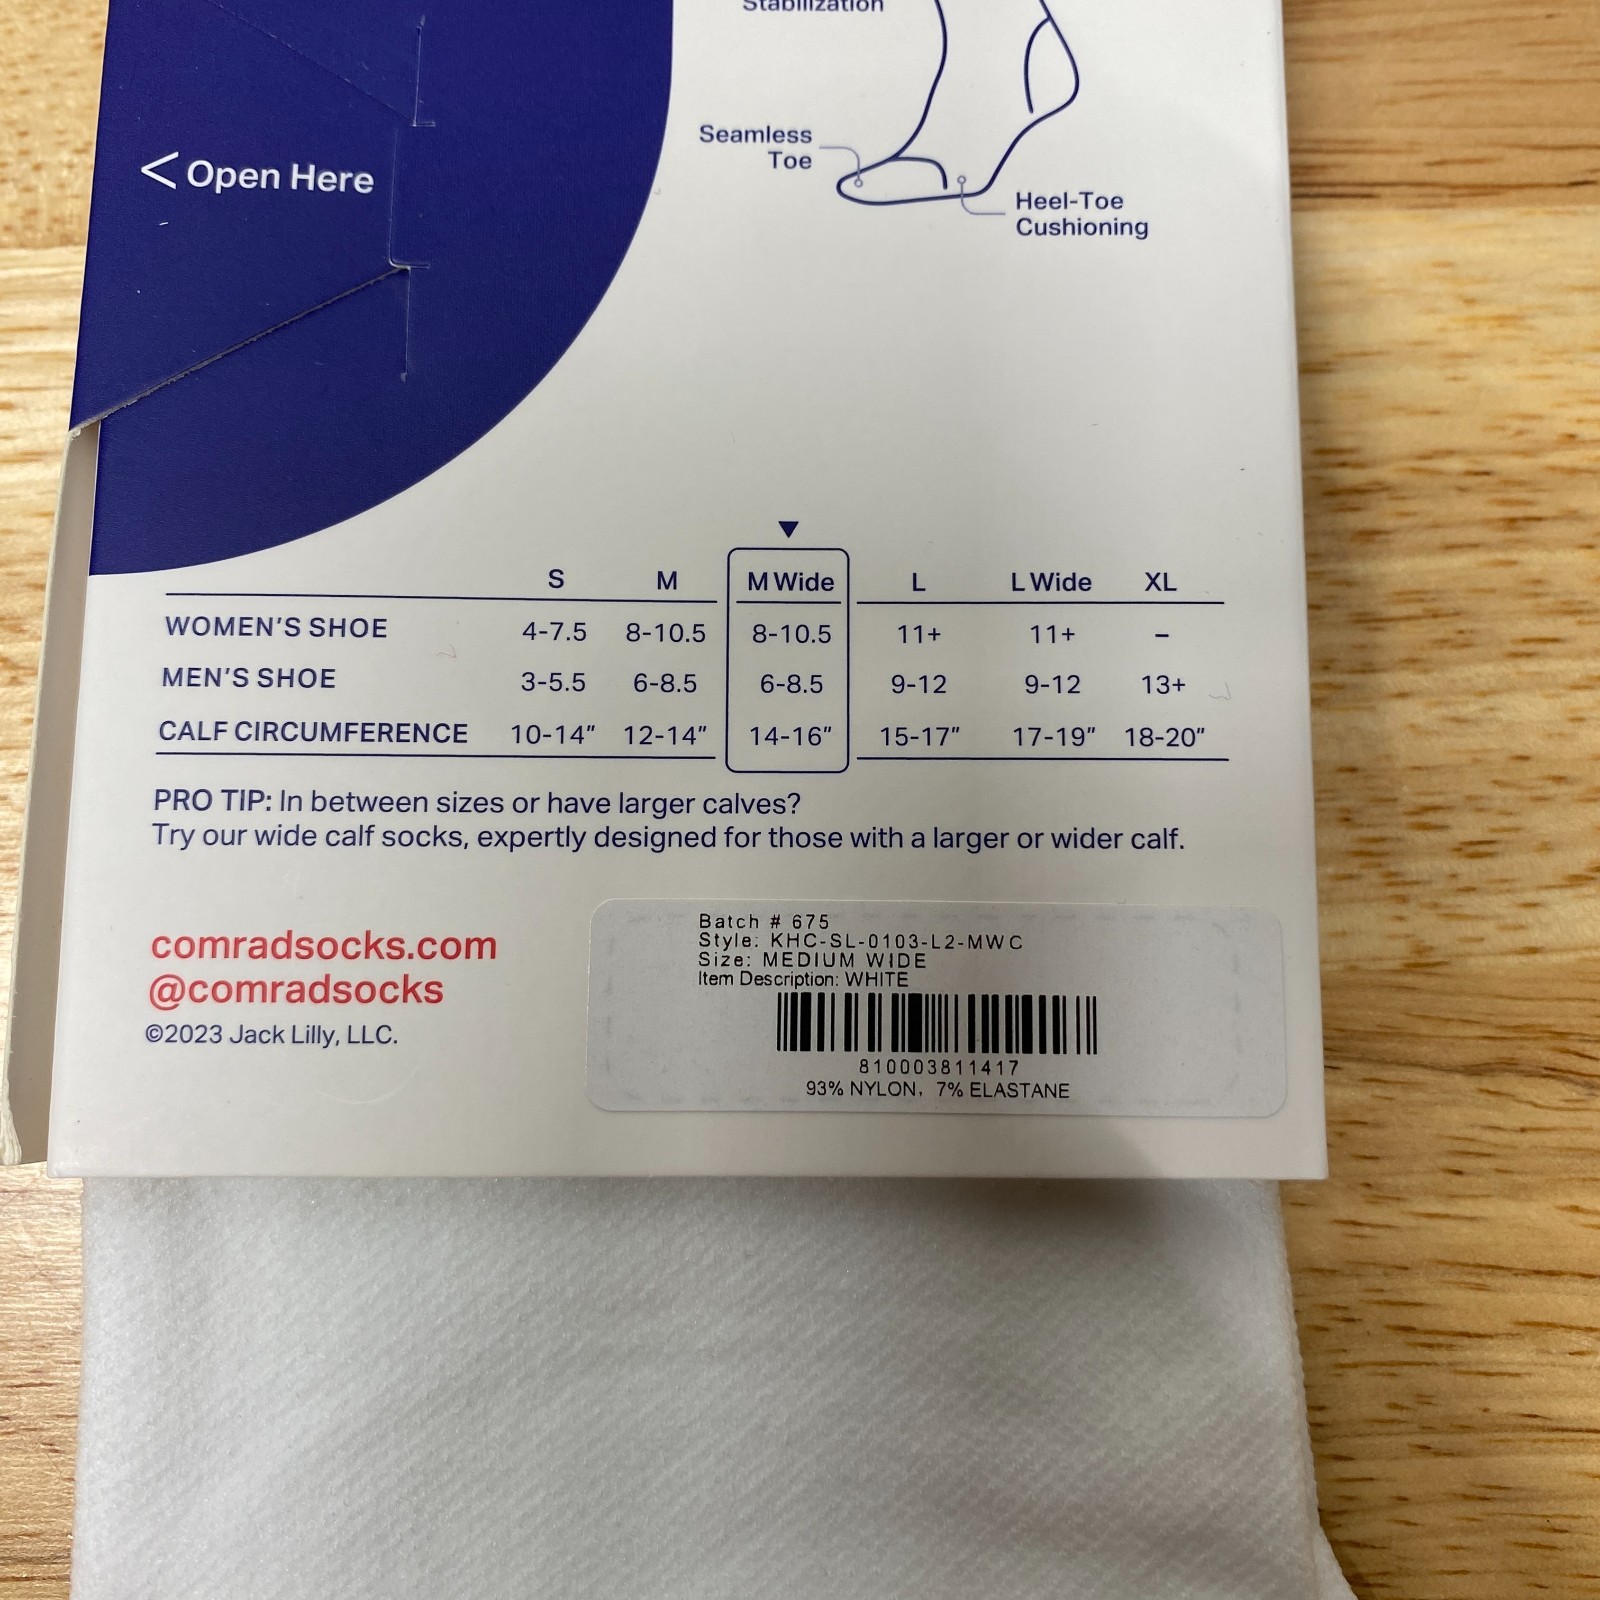 Stabilization
Seamless
Toe
< Open Here
Heel-Toe
Cushioning
S M M Wide L L Wide XL
WOMEN'S SHOE 4-7.5 8-10.5 8-10.5 11+ 11+ –
MEN'S SHOE 3-5.5 6-8.5 6-8.5 9-12 9-12 13+
CALF CIRCUMFERENCE 10-14" 12-14" 14-16" 15-17" 17-19" 18-20"
PRO TIP: In between sizes or have larger calves?
Try our wide calf socks, expertly designed for those with a larger or wider calf.
comradsocks.com
@comradsocks
©2023 Jack Lilly, LLC.
Batch # 675
Style: KHC-SL-0103-L2-MWC
Size: MEDIUM WIDE
Item Description: WHITE
810003811417
93% NYLON, 7% ELASTANE